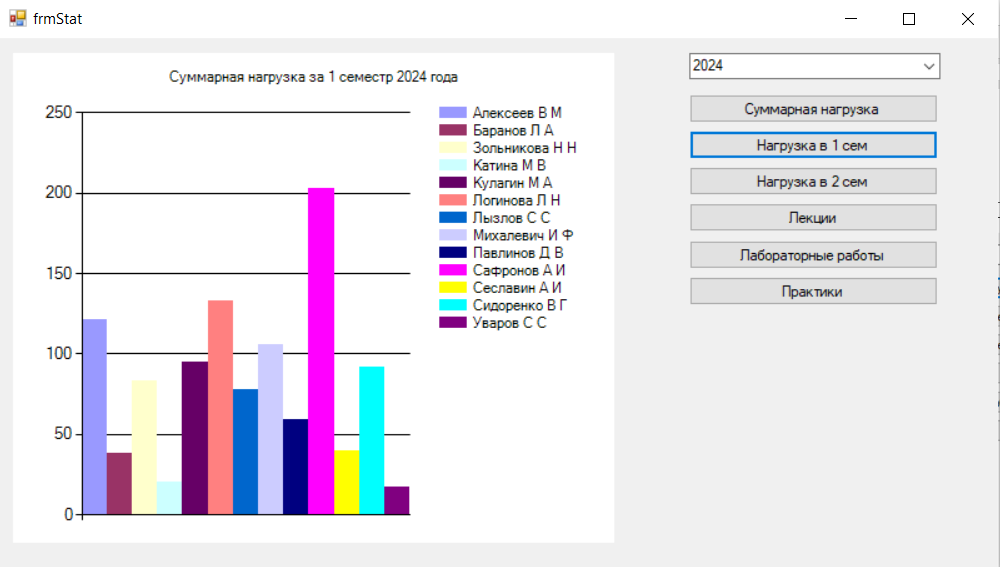 frmStat
Суммарная нагрузка за 1 семестр 2024 года
250
200
150
100
50
0
Алексеев В М
Баранов Л А
Зольникова Н Н
Катина М В
Кулагин М А
Логинова Л Н
Лызлов С С
Михалевич И Ф
Павлинов Д В
Сафронов А И
Сеславин А И
Сидоренко В Г
Уваров С С
2024
Суммарная нагрузка
Нагрузка в 1 сем
Нагрузка в 2 сем
Лекции
Лабораторные работы
Практики